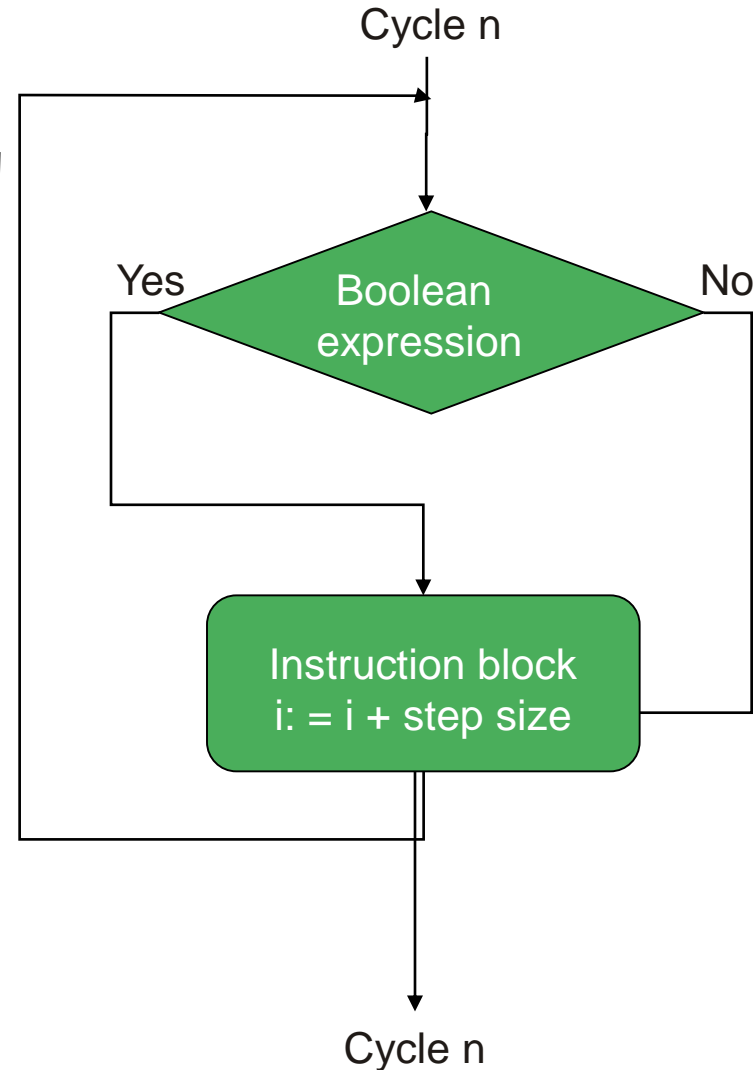 Cycle n
Yes
No
Boolean
expression
Instruction block
i: = i + step size
Cycle n